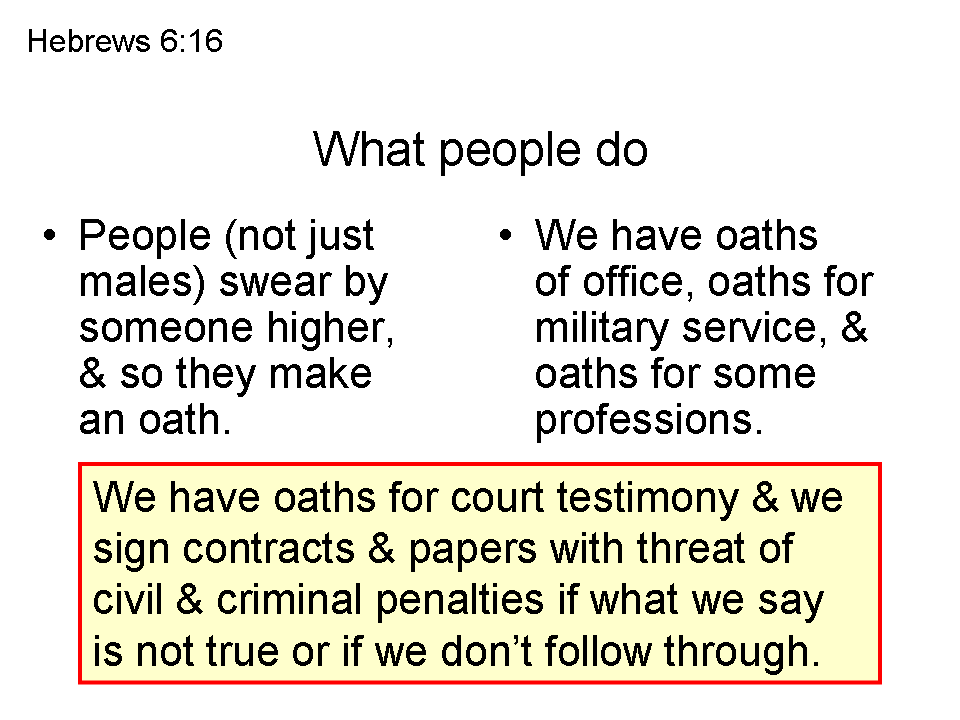 Hebrews 6:16
What people do
• People (not just
males) swear by
someone higher,
& so they make
an oath.
• We have oaths
of office, oaths for
military service, &
oaths for some
professions.
We have oaths for court testimony & we
sign contracts & papers with threat of
civil & criminal penalties if what we say
is not true or if we don’t follow through.